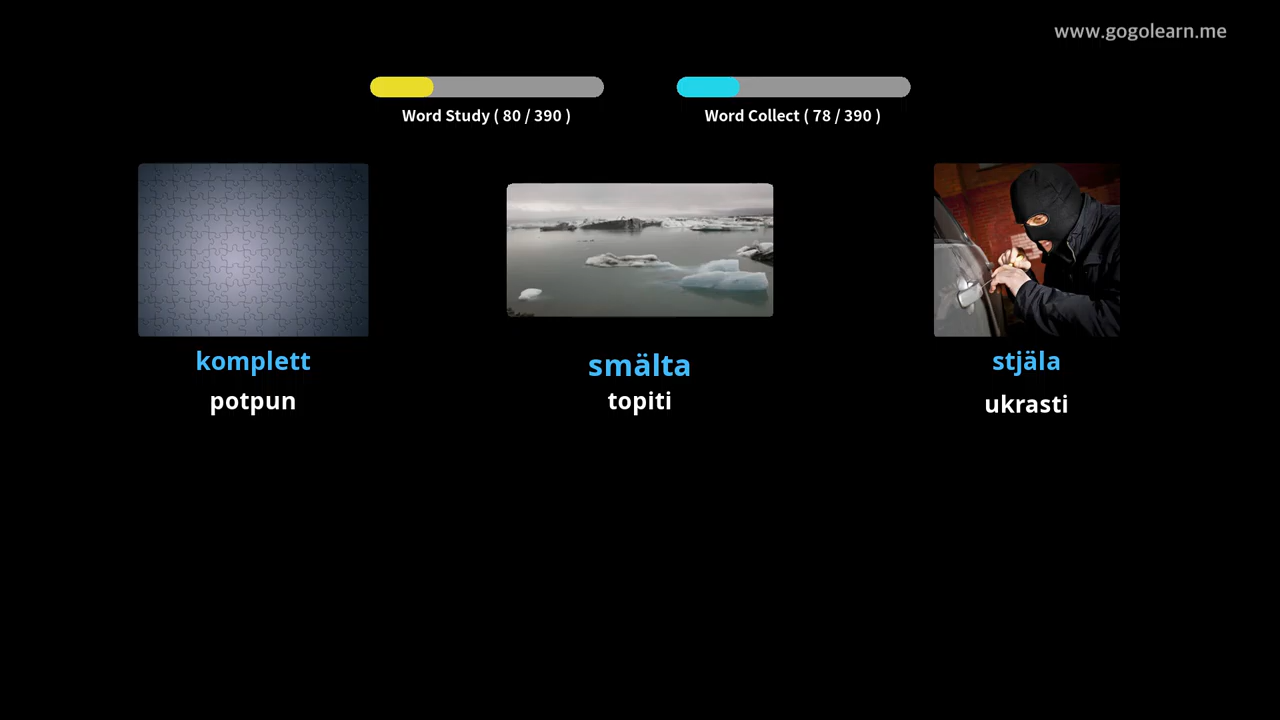 www.gogolearn.me
Word Study ( 80 / 390 )
Word Collect ( 78 / 390 )
komplett
potpun
smälta
topiti
stjäla
ukrasti